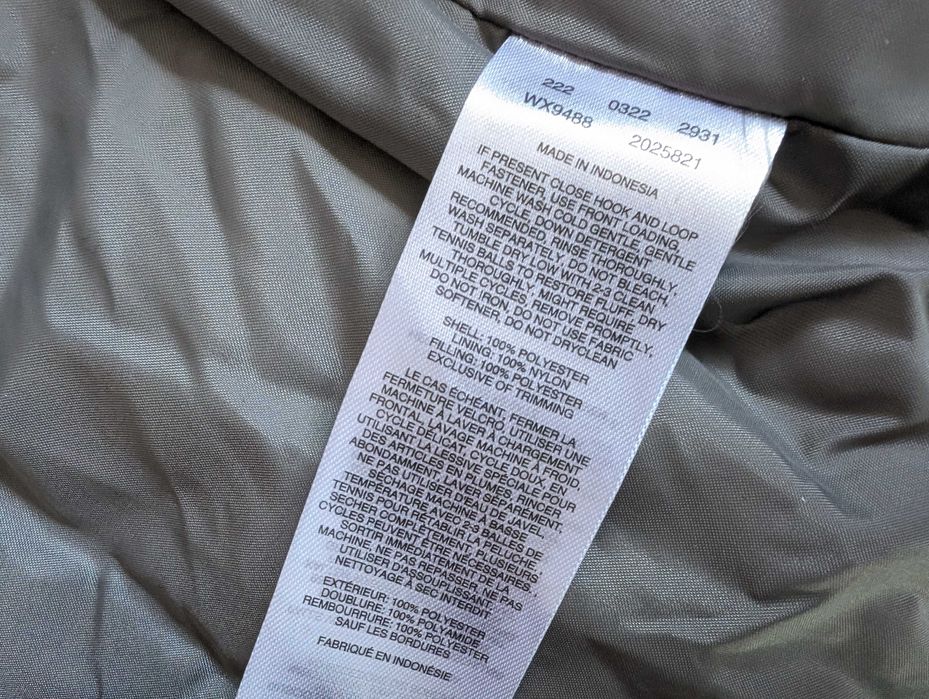 222 0322 2931
WX9488 2025821
MADE IN INDONESIA
IF PRESENT CLOSE HOOK AND LOOP
FASTENER, USE FRONT LOADING,
MACHINE WASH COLD GENTLE, GENTLE
CYCLE, DOWN DETERGENT
RECOMMENDED, RINSE THOROUGHLY,
WASH SEPARATELY, DO NOT BLEACH,
TUMBLE DRY LOW WITH 2-3 CLEAN
TENNIS BALLS TO RESTORE FLUFF, DRY
THOROUGHLY, MIGHT REQUIRE
MULTIPLE CYCLES, REMOVE PROMPTLY,
DO NOT IRON, DO NOT USE FABRIC
SOFTENER, DO NOT DRYCLEAN
SHELL: 100% POLYESTER
LINING: 100% NYLON
FILLING: 100% POLYESTER
EXCLUSIVE OF TRIMMING
LE CAS ÉCHÉANT, FERMER LA
FERMETURE VELCRO, UTILISER UNE
MACHINE À LAVER À CHARGEMENT
FRONTAL, LAVAGE MACHINE À FROID,
CYCLE DÉLICAT, CYCLE DOUX, EN
UTILISANT LA LESSIVE SPÉCIALE POUR
DES ARTICLES EN PLUMES, RINCER
ABONDAMMENT, LAVER SÉPARÉMENT,
NE PAS UTILISER D'EAU DE JAVEL,
SÉCHAGE MACHINE À BASSE
TEMPÉRATURE AVEC 2-3 BALLES DE
TENNIS POUR RÉTABLIR LA PELUCHE,
SÉCHER COMPLÈTEMENT, PLUSIEURS
CYCLES PEUVENT ÊTRE NÉCESSAIRES,
SORTIR IMMÉDIATEMENT DE LA
MACHINE, NE PAS REPASSER, NE PAS
UTILISER D'ASSOUPLISSANT,
NETTOYAGE À SEC INTERDIT
EXTÉRIEUR: 100% POLYESTER
DOUBLURE: 100% POLYAMIDE
REMBOURRURE: 100% POLYESTER
SAUF LES BORDURES
FABRIQUÉ EN INDONÉSIE